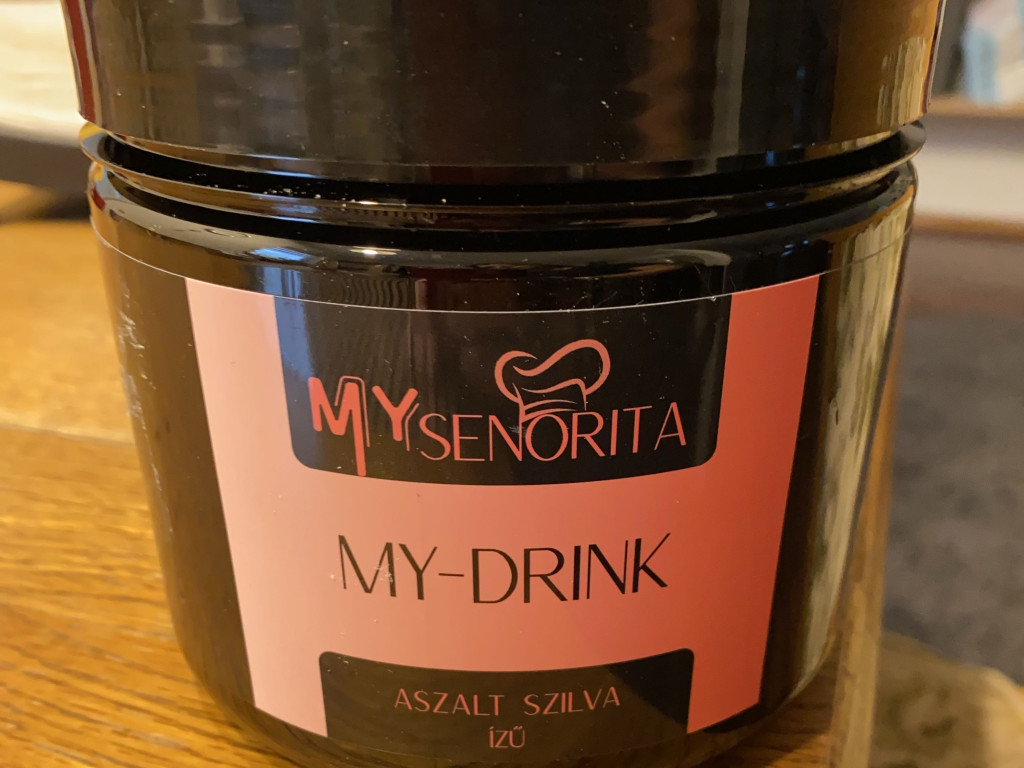 MYSENORITA
MY-DRINK
ASZALT SZILVA
ÍZŰ